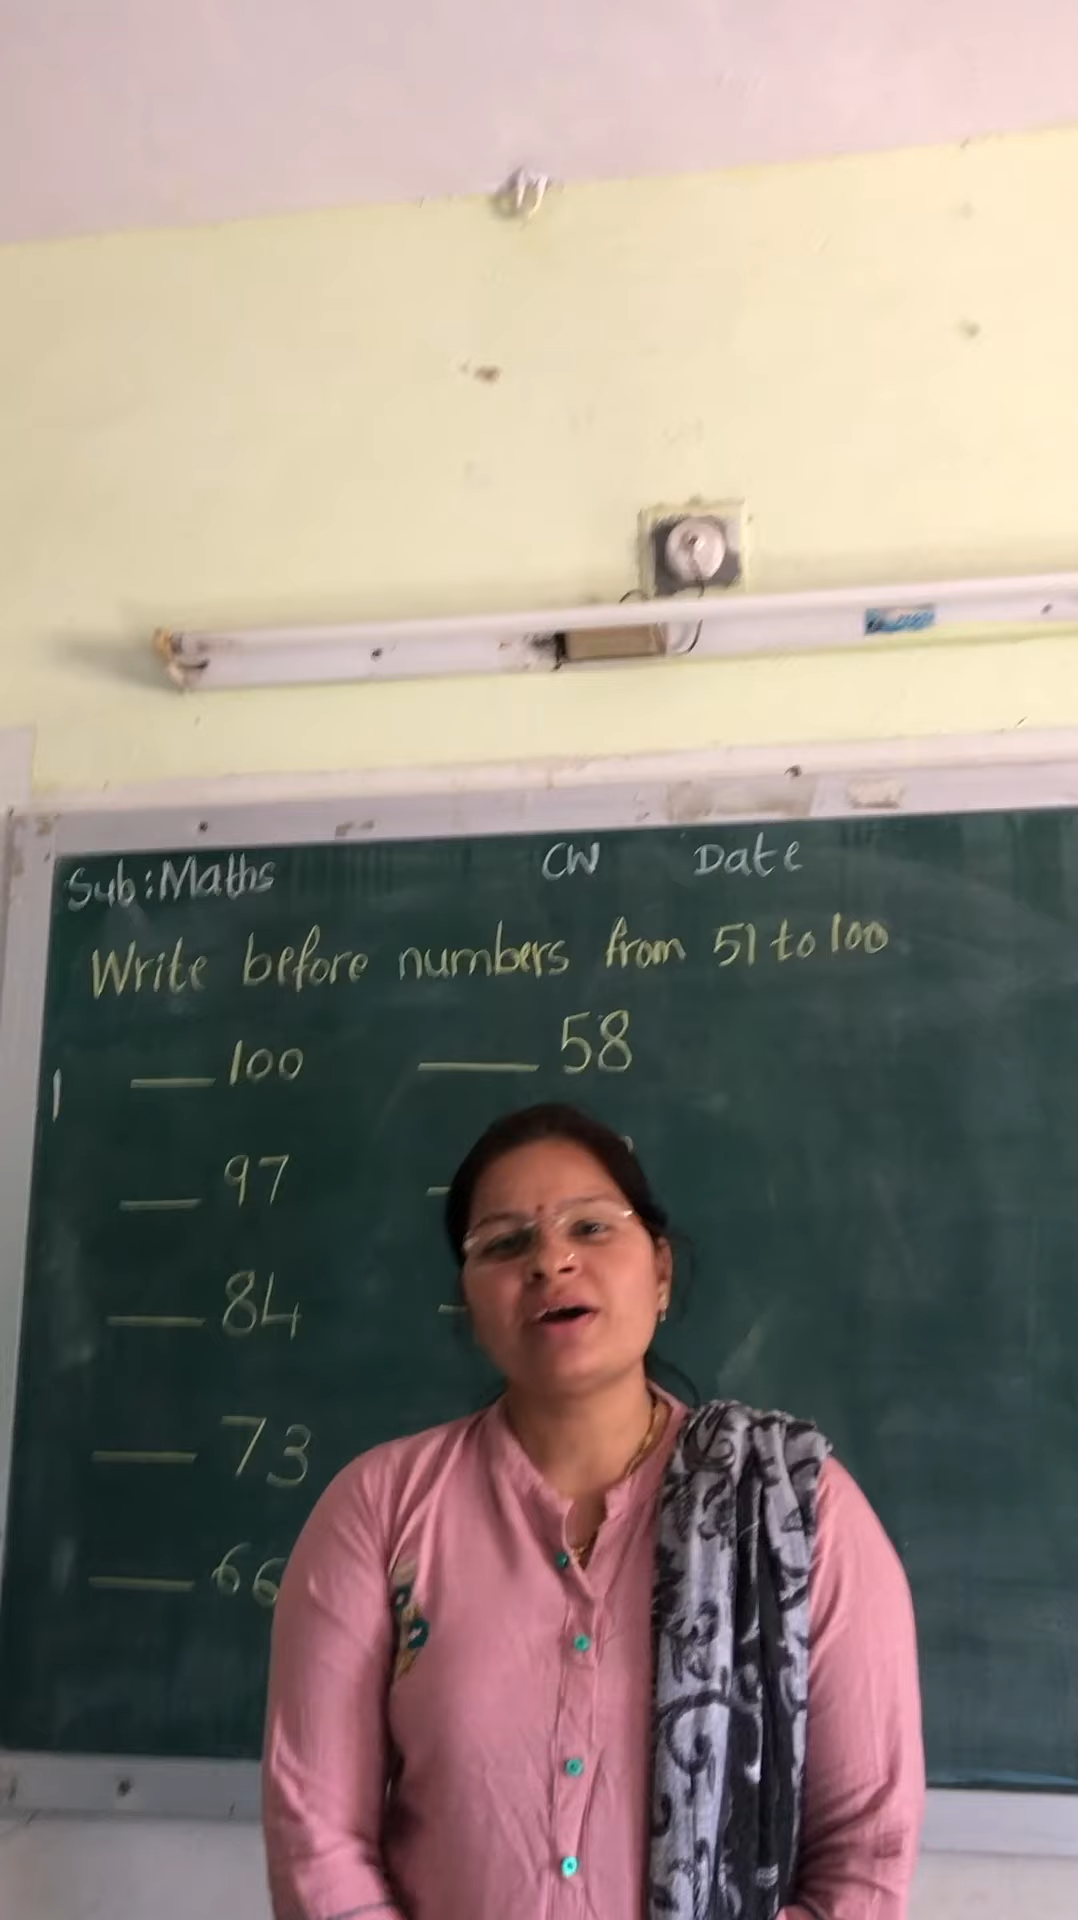 Sub: Maths CW Date
Write before numbers from 51 to 100
___ 100 ___ 58
___ 97
___ 84
___ 73
___ 66